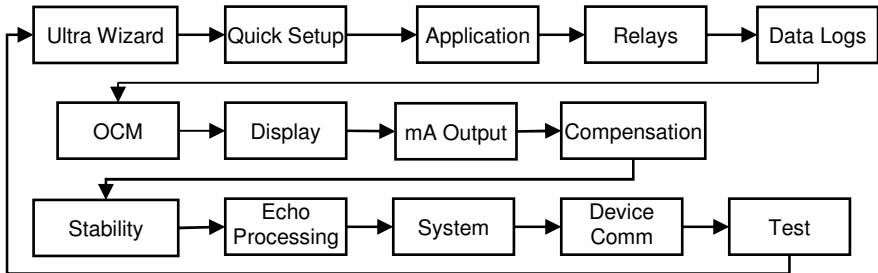 Ultra Wizard
Quick Setup
Application
Relays
Data Logs
OCM
Display
mA Output
Compensation
Stability
Echo
Processing
System
Device
Comm
Test